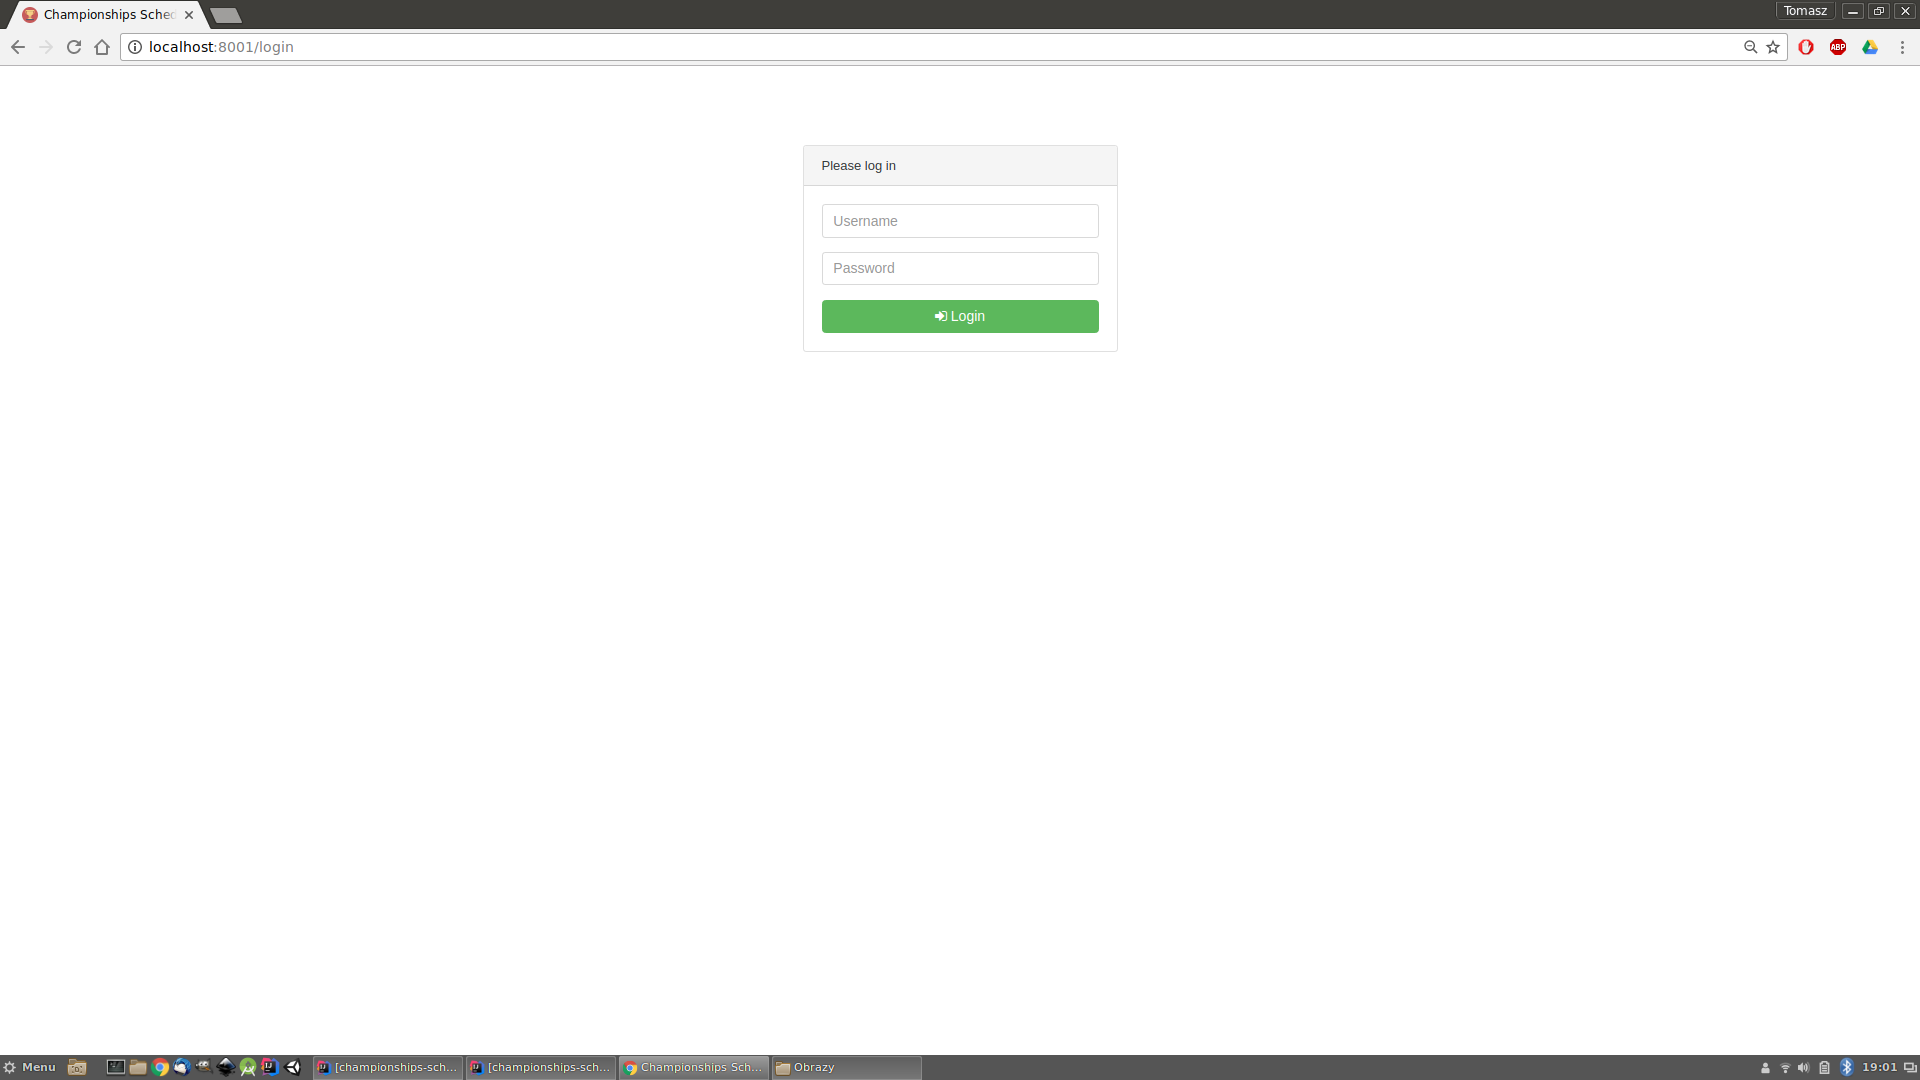 Championships Sched
Tomasz
localhost:8001/login
ABP
Please log in
Username
Password
Login
Menu
[championships-sch...
[championships-sch...
Championships Sch...
Obrazy
19:01